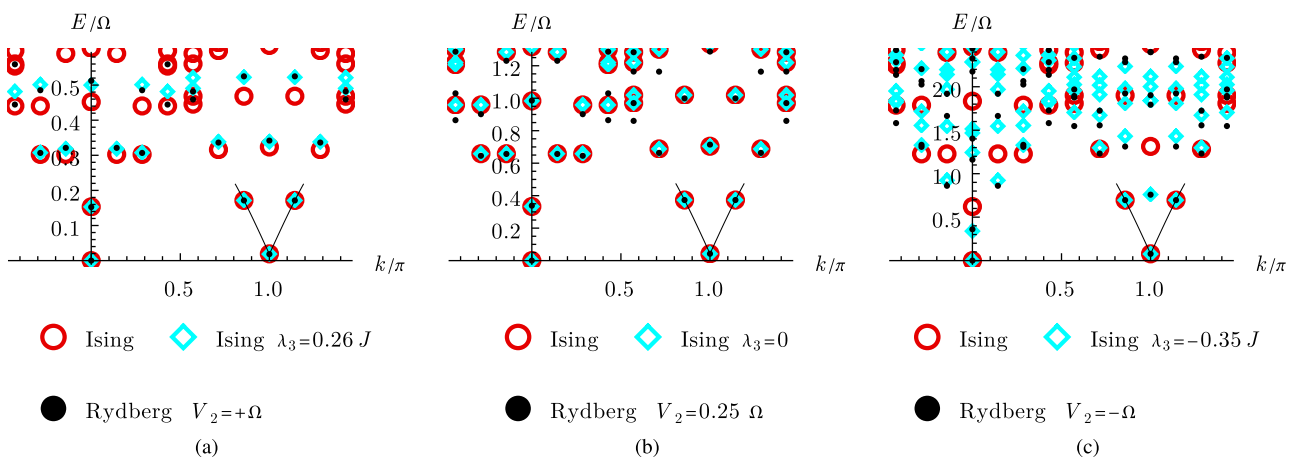 E/Ω
0.5
0.4
0.3
0.2
0.1
0.5 1.0
k/π
Ising Ising λ₃=0.26 J
Rydberg V₂=+Ω
(a)
E/Ω
1.2
1.0
0.8
0.6
0.4
0.2
0.5 1.0
k/π
Ising Ising λ₃=0
Rydberg V₂=0.25 Ω
(b)
E/Ω
2.0
1.5
1.0
0.5
0.5 1.0
k/π
Ising Ising λ₃=−0.35 J
Rydberg V₂=−Ω
(c)